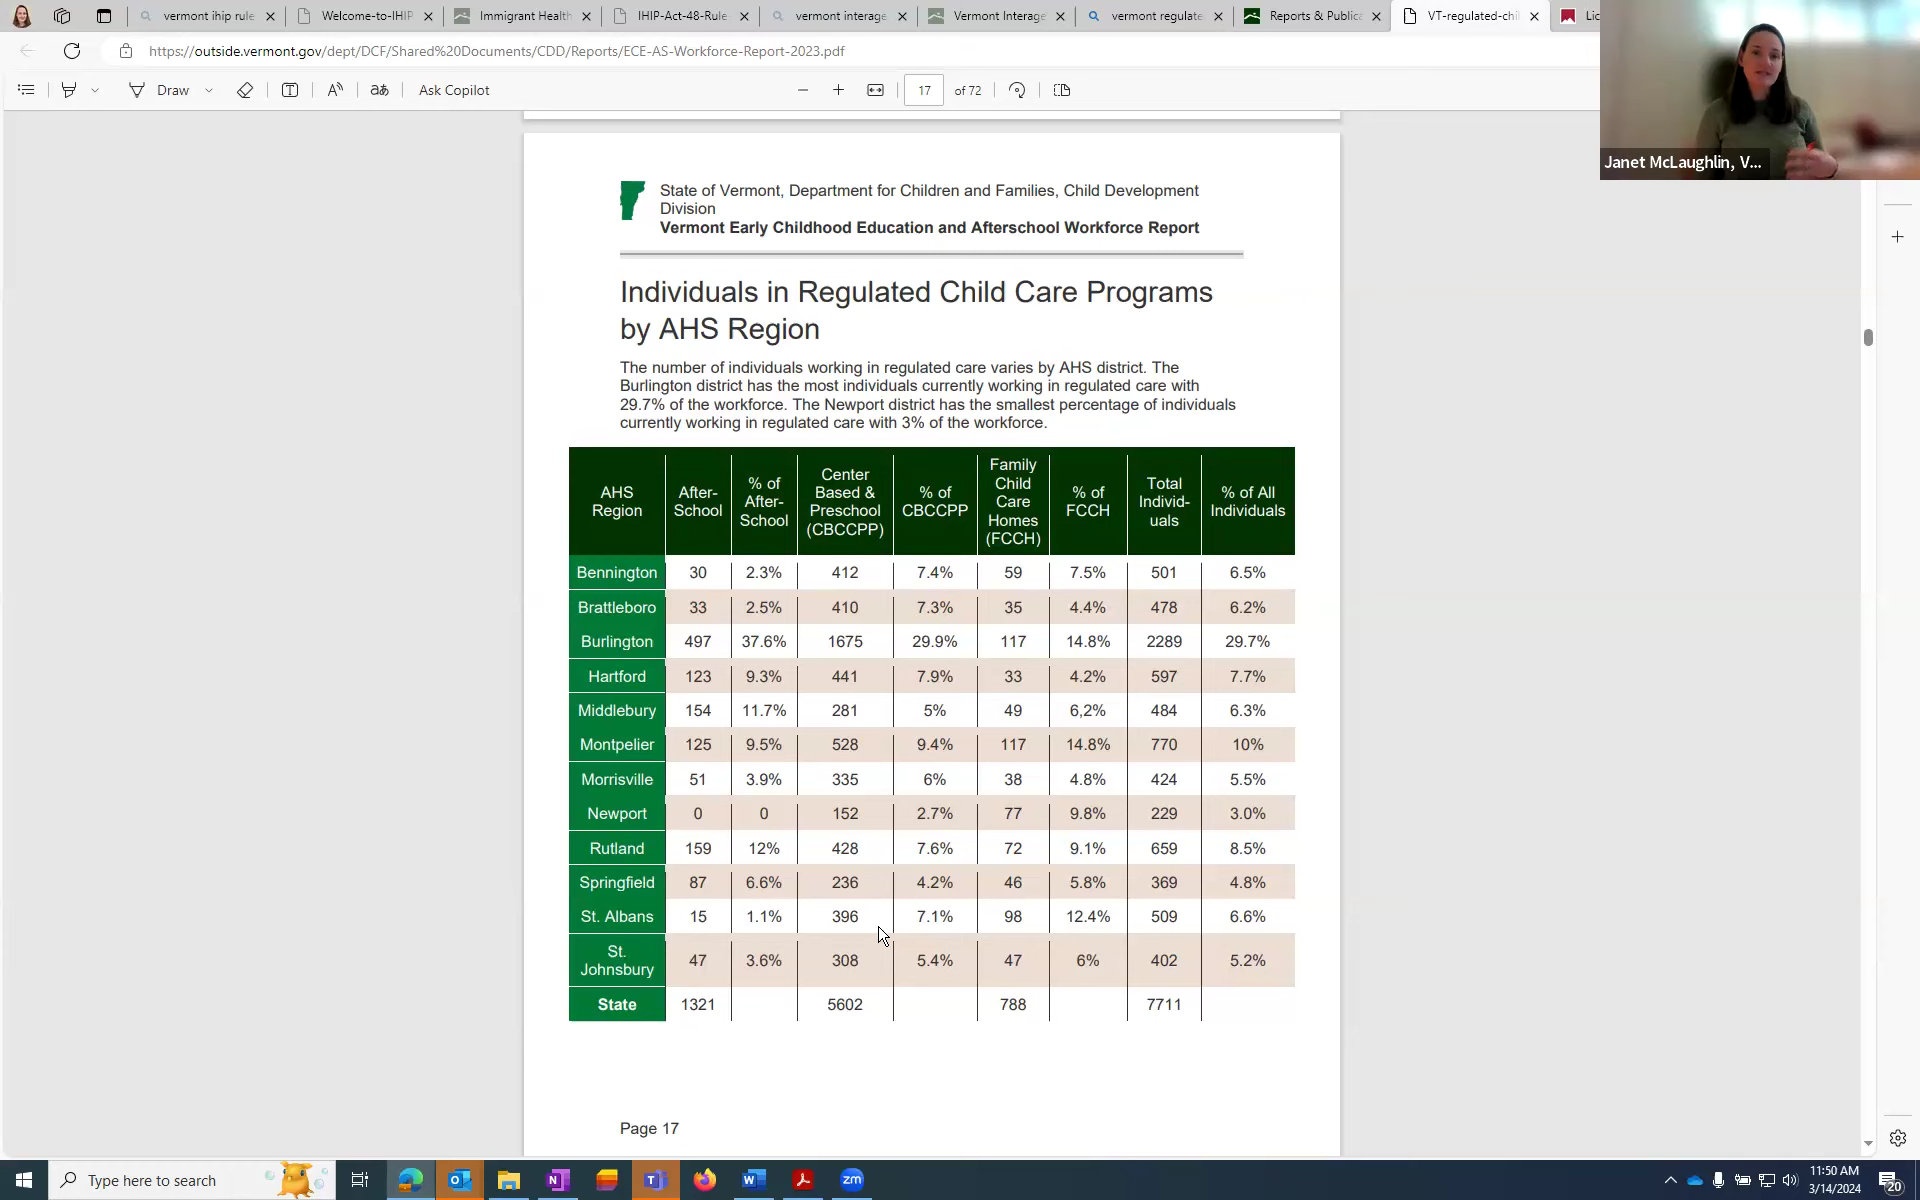 vermont ihip rule
Welcome-to-IHIP
Immigrant Health
IHIP-Act-48-Rule-
vermont interage
Vermont Interage
vermont regulate
Reports & Publica
VT-regulated-chi
Lic
https://outside.vermont.gov/dept/DCF/Shared%20Documents/CDD/Reports/ECE-AS-Workforce-Report-2023.pdf
Draw
Ask Copilot
17 of 72
Janet McLaughlin, V...
State of Vermont, Department for Children and Families, Child Development
Division
Vermont Early Childhood Education and Afterschool Workforce Report
Individuals in Regulated Child Care Programs
by AHS Region
The number of individuals working in regulated care varies by AHS district. The
Burlington district has the most individuals currently working in regulated care with
29.7% of the workforce. The Newport district has the smallest percentage of individuals
currently working in regulated care with 3% of the workforce.
AHS Region | After-School | % of After-School | Center Based & Preschool (CBCCPP) | % of CBCCPP | Family Child Care Homes (FCCH) | % of FCCH | Total Individ-uals | % of All Individuals
Bennington 30 2.3% 412 7.4% 59 7.5% 501 6.5%
Brattleboro 33 2.5% 410 7.3% 35 4.4% 478 6.2%
Burlington 497 37.6% 1675 29.9% 117 14.8% 2289 29.7%
Hartford 123 9.3% 441 7.9% 33 4.2% 597 7.7%
Middlebury 154 11.7% 281 5% 49 6,2% 484 6.3%
Montpelier 125 9.5% 528 9.4% 117 14.8% 770 10%
Morrisville 51 3.9% 335 6% 38 4.8% 424 5.5%
Newport 0 0 152 2.7% 77 9.8% 229 3.0%
Rutland 159 12% 428 7.6% 72 9.1% 659 8.5%
Springfield 87 6.6% 236 4.2% 46 5.8% 369 4.8%
St. Albans 15 1.1% 396 7.1% 98 12.4% 509 6.6%
St. Johnsbury 47 3.6% 308 5.4% 47 6% 402 5.2%
State 1321 5602 788 7711
Page 17
Type here to search
11:50 AM
3/14/2024
20